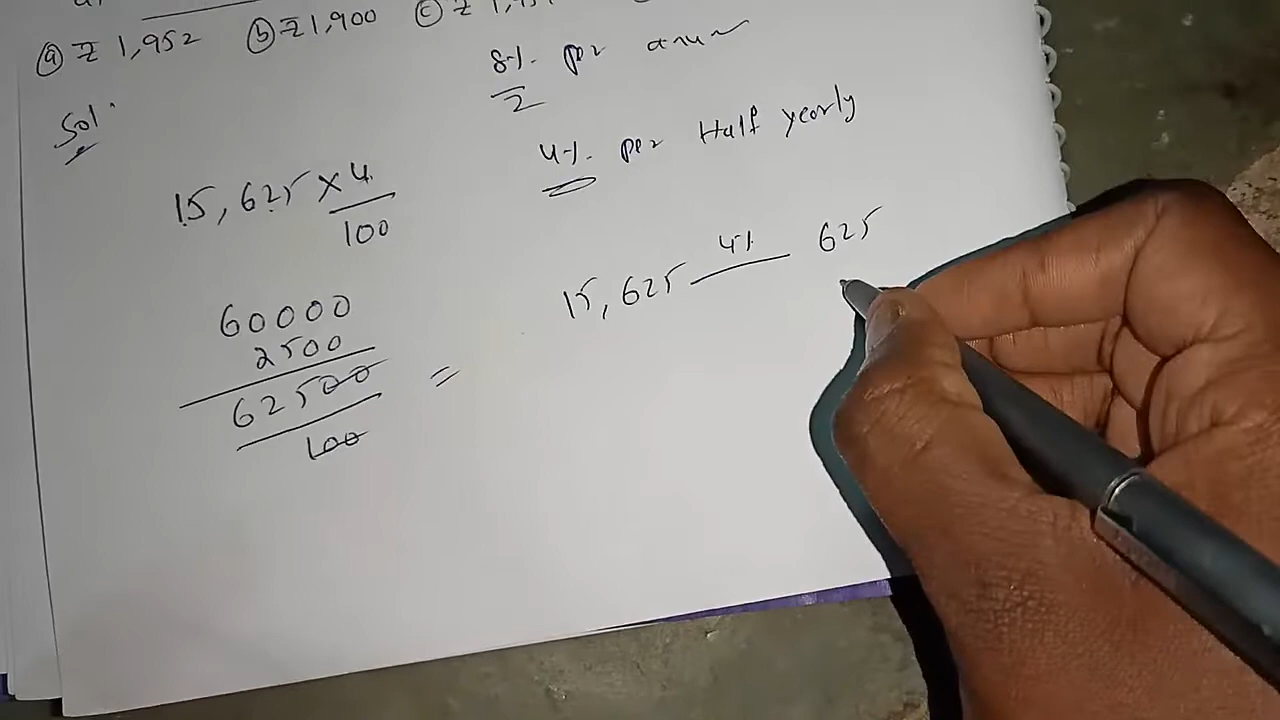 ⓐ ₹ 1,952 ⓑ ₹ 1,900 ⓒ ₹
Sol:
8% per
2
4% per Half yearly
15,625 × 4
100
15,625 4% 625
60000
2500
62500 =
100